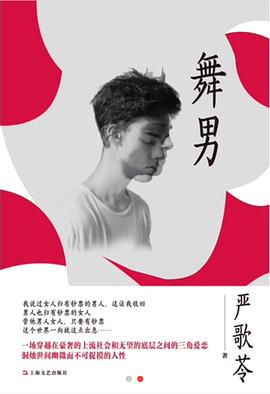 舞男
我说过女人归有钞票的男人，这话我收回
男人也归有钞票的女人
管他男人女人，只要有钞票
这个世界一向就这点出息……
一场穿越在豪奢的上流社会和无望的底层之间的三角爱恋
洞烛世间幽微而不可捉摸的人性
上海文艺出版社
严歌苓
著